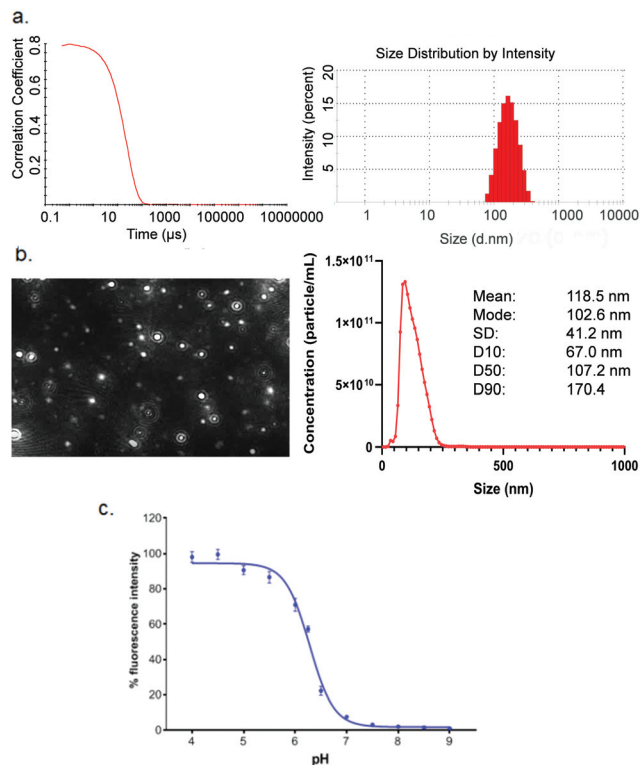 a.
Correlation Coefficient
0.8
0.6
0.4
0.2
0.1 10 1000 100000 10000000
Time (µs)
Size Distribution by Intensity
Intensity (percent)
20
15
10
5
1 10 100 1000 10000
Size (d.nm)
b.
Concentration (particle/mL)
1.5×10¹¹
1×10¹¹
5×10¹⁰
0
0 500 1000
Size (nm)
Mean: 118.5 nm
Mode: 102.6 nm
SD: 41.2 nm
D10: 67.0 nm
D50: 107.2 nm
D90: 170.4
c.
% fluorescence intensity
120
100
80
60
40
20
0
4 5 6 7 8 9
pH